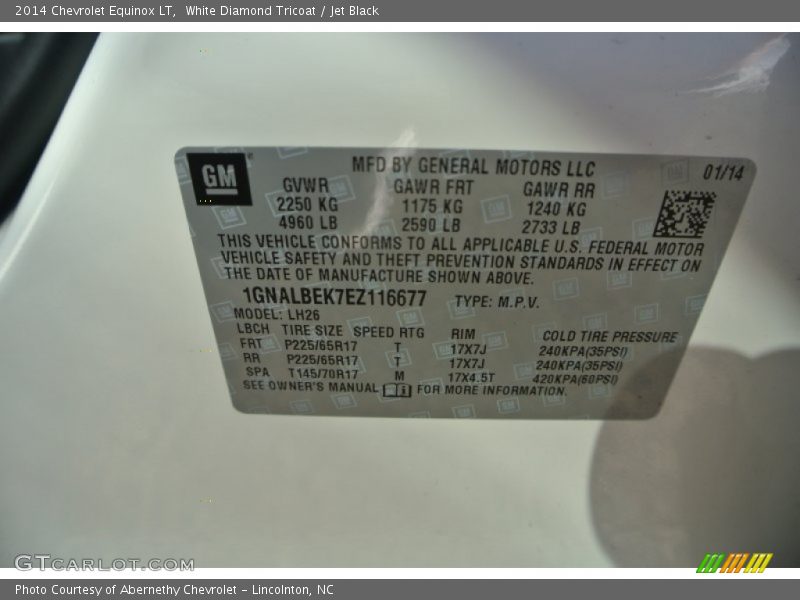 2014 Chevrolet Equinox LT, White Diamond Tricoat / Jet Black
GM
MFD BY GENERAL MOTORS LLC 01/14
GVWR GAWR FRT GAWR RR
2250 KG 1175 KG 1240 KG
4960 LB 2590 LB 2733 LB
THIS VEHICLE CONFORMS TO ALL APPLICABLE U.S. FEDERAL MOTOR
VEHICLE SAFETY AND THEFT PREVENTION STANDARDS IN EFFECT ON
THE DATE OF MANUFACTURE SHOWN ABOVE.
1GNALBEK7EZ116677 TYPE: M.P.V.
MODEL: LH26
LBCH TIRE SIZE SPEED RTG RIM COLD TIRE PRESSURE
FRT P225/65R17 T 17X7J 240KPA(35PSI)
RR P225/65R17 T 17X7J 240KPA(35PSI)
SPA T145/70R17 M 17X4.5T 420KPA(60PSI)
SEE OWNER'S MANUAL FOR MORE INFORMATION.
GTCARLOT.COM
Photo Courtesy of Abernethy Chevrolet – Lincolnton, NC